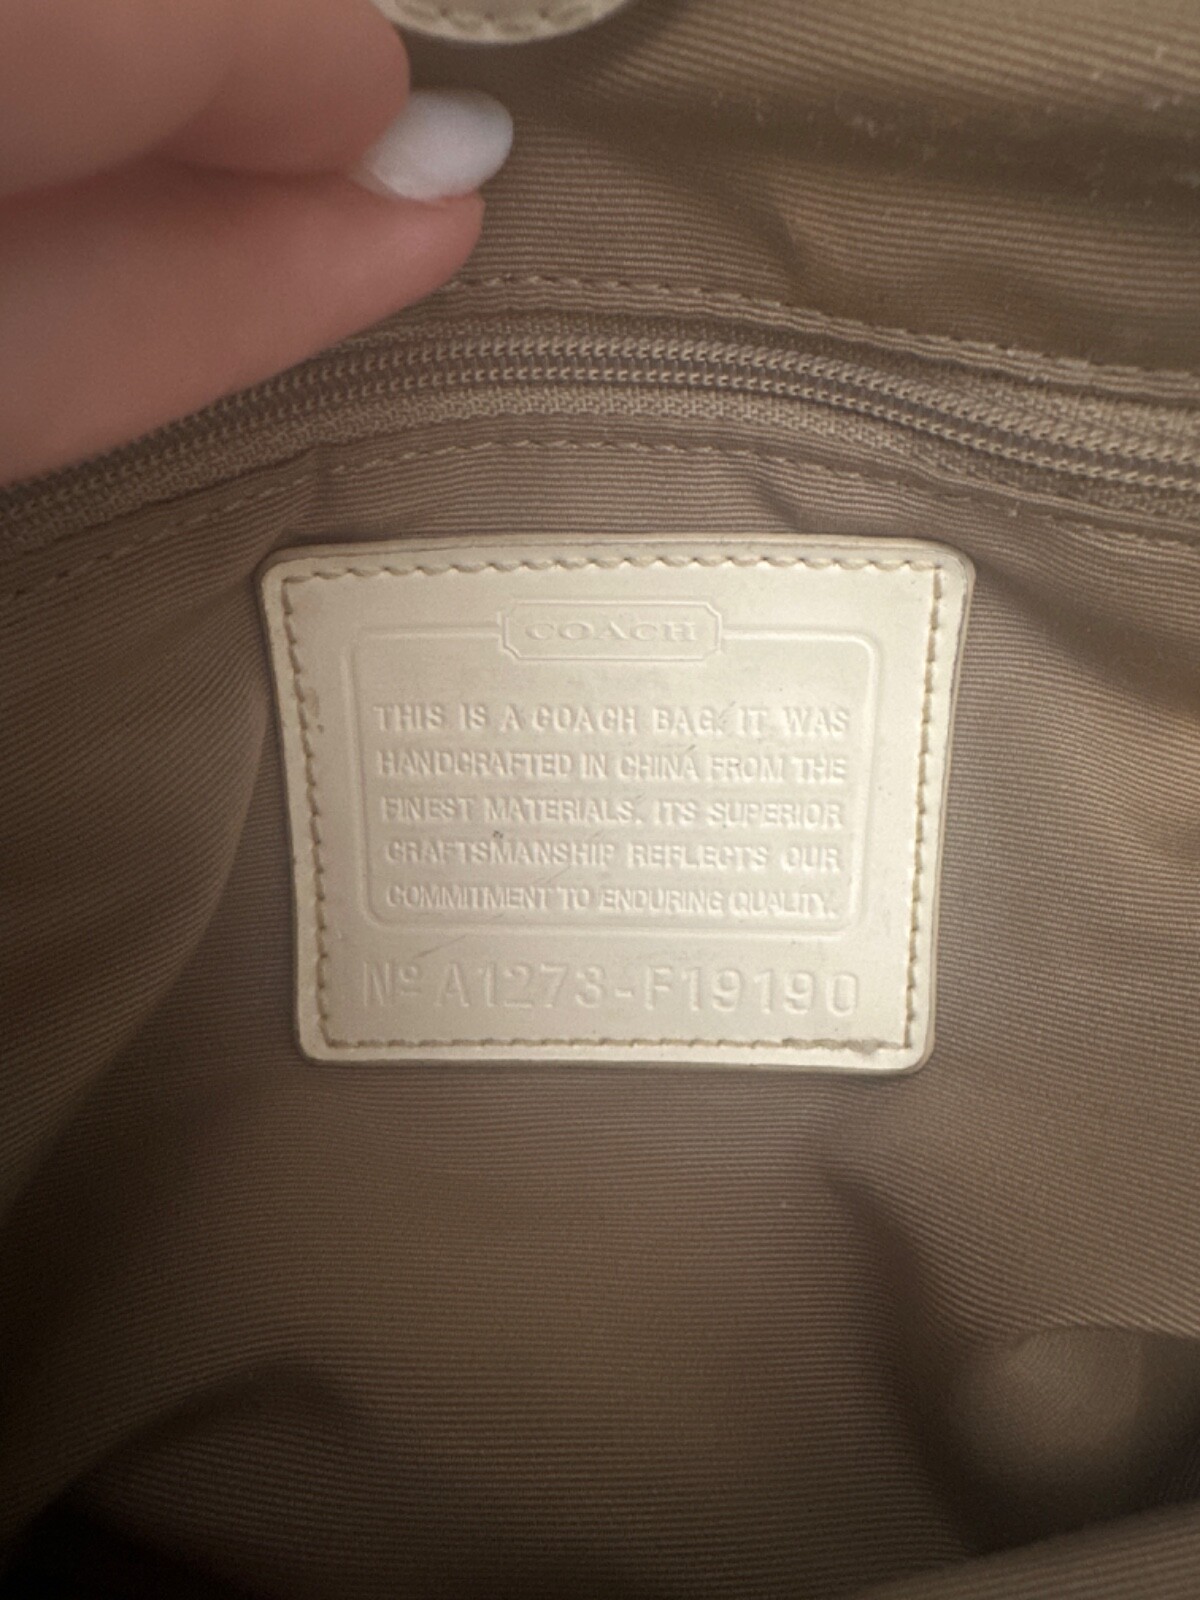 COACH
THIS IS A COACH BAG. IT WAS
HANDCRAFTED IN CHINA FROM THE
FINEST MATERIALS. ITS SUPERIOR
CRAFTSMANSHIP REFLECTS OUR
COMMITMENT TO ENDURING QUALITY.
Nº A1273-F19190